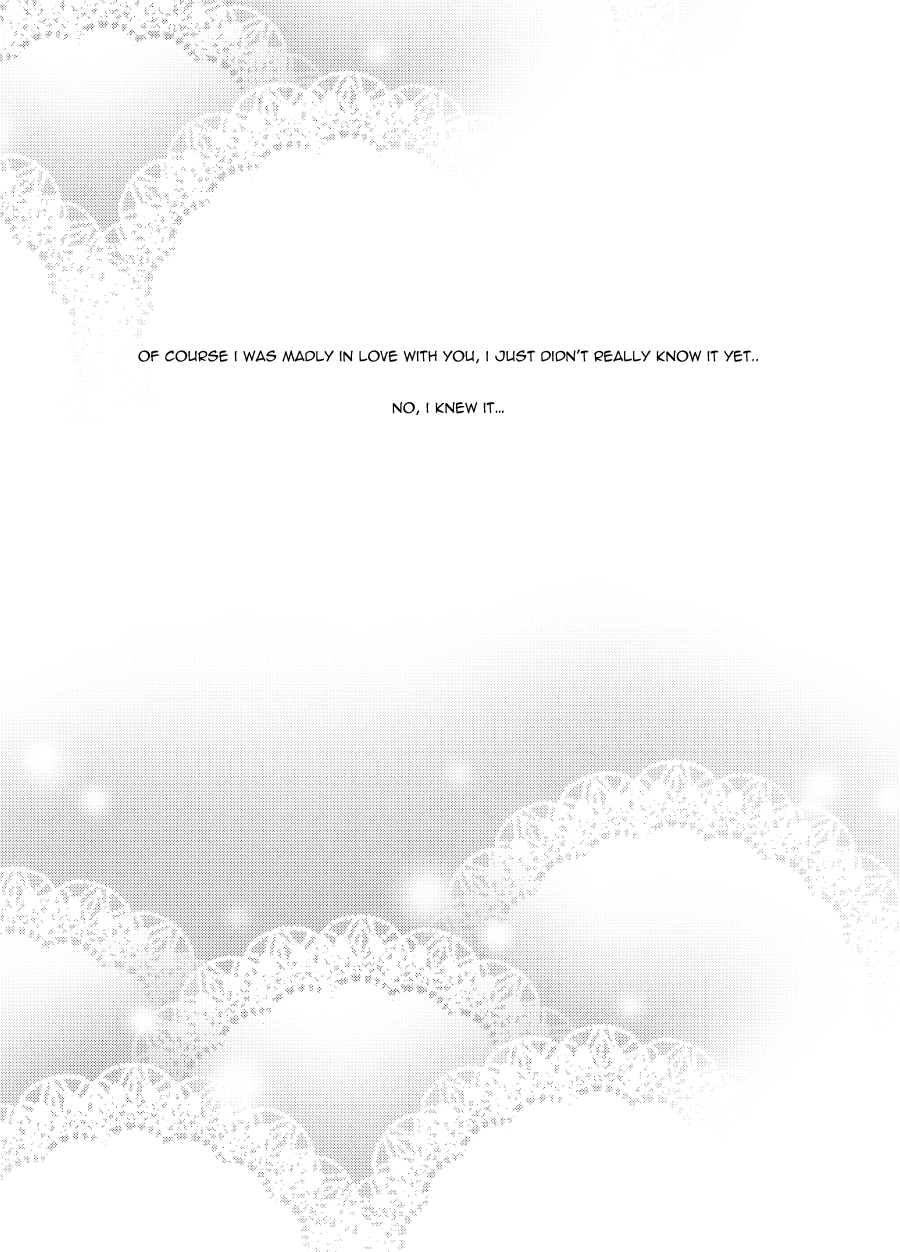 OF COURSE I WAS MADLY IN LOVE WITH YOU, I JUST DIDN'T REALLY KNOW IT YET..
NO, I KNEW IT...